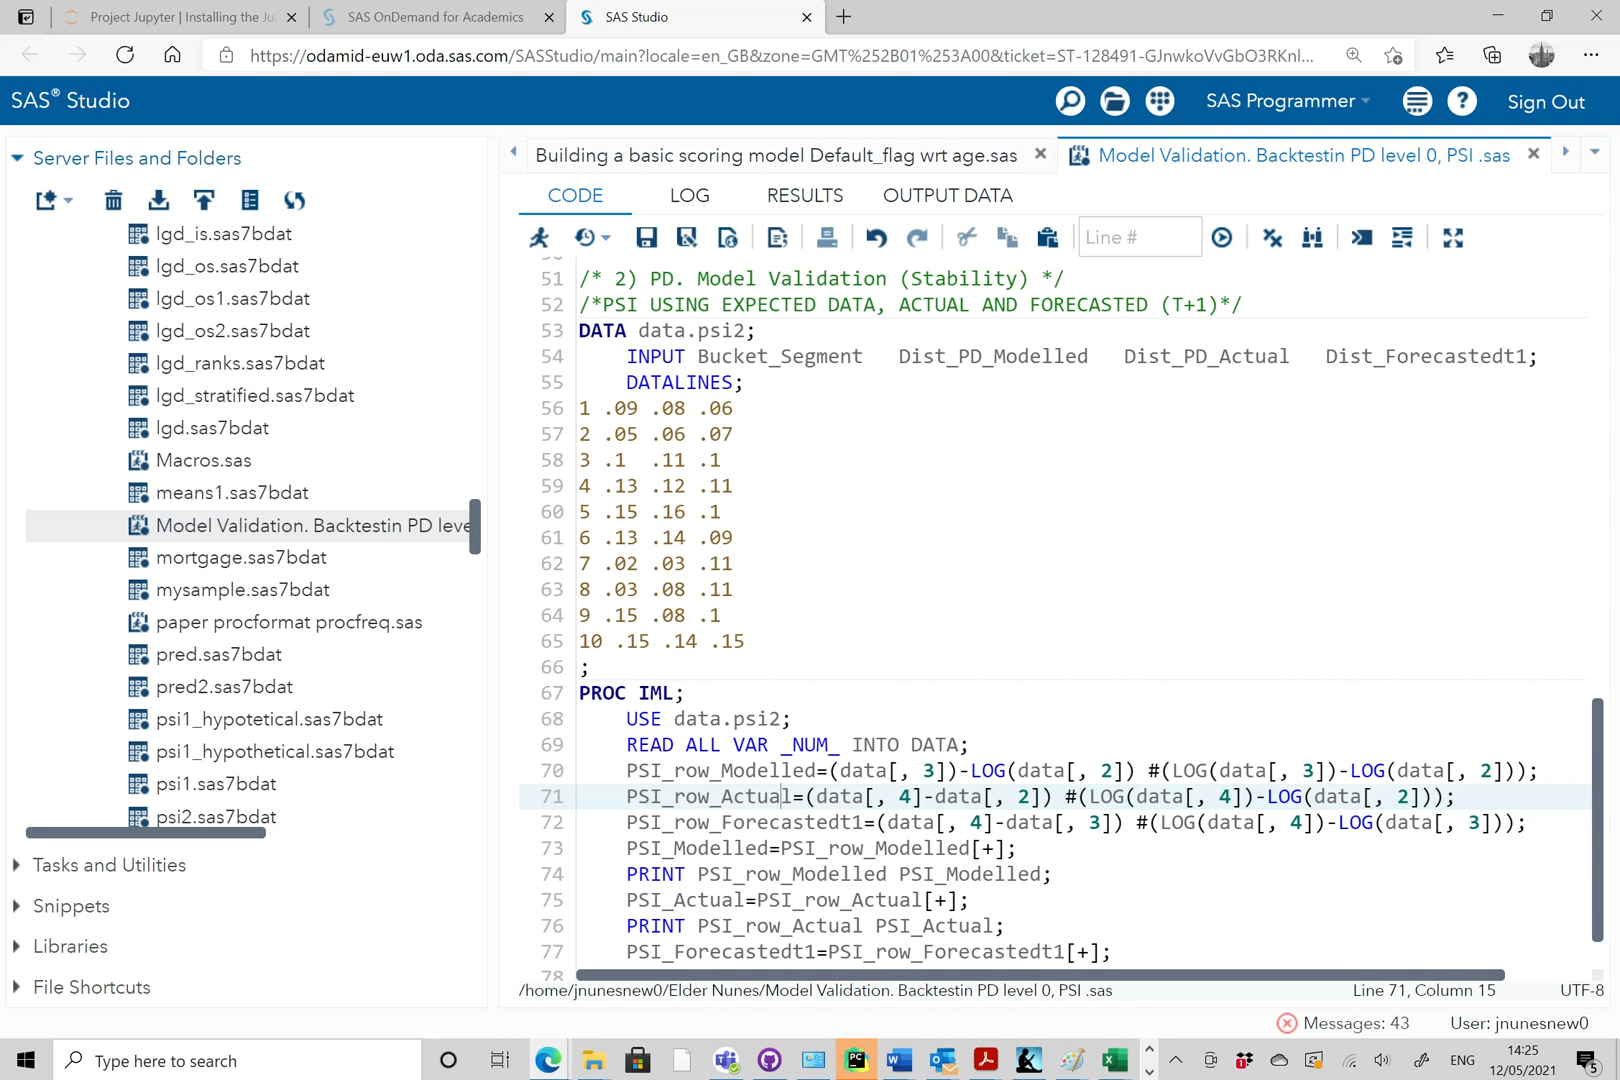 Project Jupyter | Installing the Ju
SAS OnDemand for Academics
SAS Studio
https://odamid-euw1.oda.sas.com/SASStudio/main?locale=en_GB&zone=GMT%252B01%253A00&ticket=ST-128491-GJnwkoVvGbO3RKnl...
SAS® Studio
SAS Programmer
Sign Out
Server Files and Folders
lgd_is.sas7bdat
lgd_os.sas7bdat
lgd_os1.sas7bdat
lgd_os2.sas7bdat
lgd_ranks.sas7bdat
lgd_stratified.sas7bdat
lgd.sas7bdat
Macros.sas
means1.sas7bdat
Model Validation. Backtestin PD leve
mortgage.sas7bdat
mysample.sas7bdat
paper procformat procfreq.sas
pred.sas7bdat
pred2.sas7bdat
psi1_hypotetical.sas7bdat
psi1_hypothetical.sas7bdat
psi1.sas7bdat
psi2.sas7bdat
Tasks and Utilities
Snippets
Libraries
File Shortcuts
Building a basic scoring model Default_flag wrt age.sas
Model Validation. Backtestin PD level 0, PSI .sas
CODE LOG RESULTS OUTPUT DATA
Line #
51 /* 2) PD. Model Validation (Stability) */
52 /*PSI USING EXPECTED DATA, ACTUAL AND FORECASTED (T+1)*/
53 DATA data.psi2;
54 INPUT Bucket_Segment Dist_PD_Modelled Dist_PD_Actual Dist_Forecastedt1;
55 DATALINES;
56 1 .09 .08 .06
57 2 .05 .06 .07
58 3 .1 .11 .1
59 4 .13 .12 .11
60 5 .15 .16 .1
61 6 .13 .14 .09
62 7 .02 .03 .11
63 8 .03 .08 .11
64 9 .15 .08 .1
65 10 .15 .14 .15
66 ;
67 PROC IML;
68 USE data.psi2;
69 READ ALL VAR _NUM_ INTO DATA;
70 PSI_row_Modelled=(data[, 3])-LOG(data[, 2]) #(LOG(data[, 3])-LOG(data[, 2]));
71 PSI_row_Actual=(data[, 4]-data[, 2]) #(LOG(data[, 4])-LOG(data[, 2]));
72 PSI_row_Forecastedt1=(data[, 4]-data[, 3]) #(LOG(data[, 4])-LOG(data[, 3]));
73 PSI_Modelled=PSI_row_Modelled[+];
74 PRINT PSI_row_Modelled PSI_Modelled;
75 PSI_Actual=PSI_row_Actual[+];
76 PRINT PSI_row_Actual PSI_Actual;
77 PSI_Forecastedt1=PSI_row_Forecastedt1[+];
78
/home/jnunesnew0/Elder Nunes/Model Validation. Backtestin PD level 0, PSI .sas
Line 71, Column 15
UTF-8
Messages: 43
User: jnunesnew0
Type here to search
ENG
14:25
12/05/2021
5